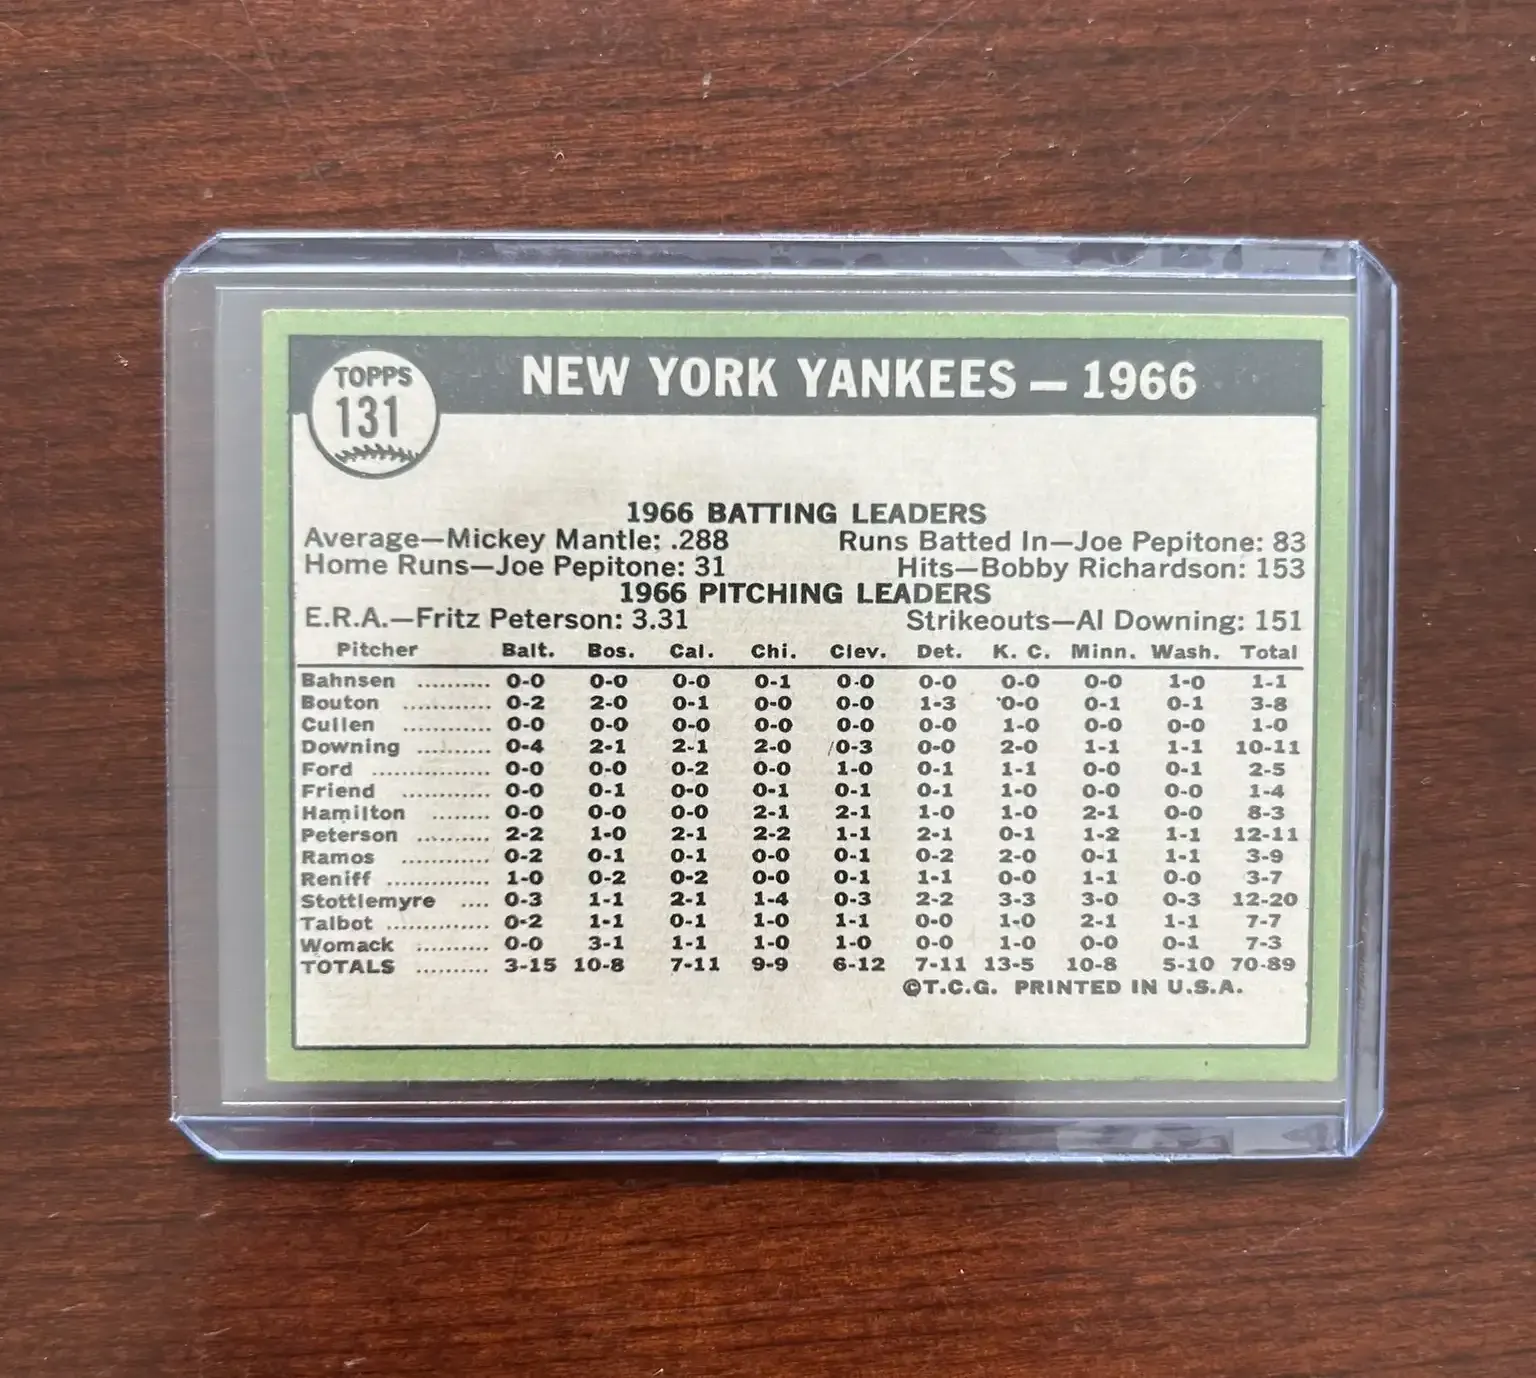 TOPPS
131
NEW YORK YANKEES — 1966
1966 BATTING LEADERS
Average—Mickey Mantle: .288 Runs Batted In—Joe Pepitone: 83
Home Runs—Joe Pepitone: 31 Hits—Bobby Richardson: 153
1966 PITCHING LEADERS
E.R.A.—Fritz Peterson: 3.31 Strikeouts—Al Downing: 151
Pitcher Balt. Bos. Cal. Chi. Clev. Det. K. C. Minn. Wash. Total
Bahnsen .......... 0-0 0-0 0-0 0-1 0-0 0-0 0-0 0-0 1-0 1-1
Bouton ............ 0-2 2-0 0-1 0-0 0-0 1-3 0-0 0-1 0-1 3-8
Cullen ............. 0-0 0-0 0-0 0-0 0-0 0-0 1-0 0-0 0-0 1-0
Downing .......... 0-4 2-1 2-1 2-0 0-3 0-0 2-0 1-1 1-1 10-11
Ford ................ 0-0 0-0 0-2 0-0 1-0 0-1 1-1 0-0 0-1 2-5
Friend ............ 0-0 0-1 0-0 0-1 0-1 0-1 1-0 0-0 0-0 1-4
Hamilton ........ 0-0 0-0 0-0 2-1 2-1 1-0 1-0 2-1 0-0 8-3
Peterson .......... 2-2 1-0 2-1 2-2 1-1 2-1 0-1 1-2 1-1 12-11
Ramos ............ 0-2 0-1 0-1 0-0 0-1 0-2 2-0 0-1 1-1 3-9
Reniff .............. 1-0 0-2 0-2 0-0 0-1 1-1 0-0 1-1 0-0 3-7
Stottlemyre .... 0-3 1-1 2-1 1-4 0-3 2-2 3-3 3-0 0-3 12-20
Talbot .............. 0-2 1-1 0-1 1-0 1-1 0-0 1-0 2-1 1-1 7-7
Womack .......... 0-0 3-1 1-1 1-0 1-0 0-0 1-0 0-0 0-1 7-3
TOTALS .......... 3-15 10-8 7-11 9-9 6-12 7-11 13-5 10-8 5-10 70-89
©T.C.G. PRINTED IN U.S.A.